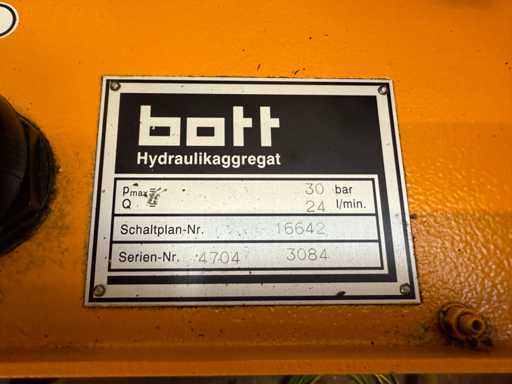 bott
Hydraulikaggregat
pmax 30 bar
Q 24 l/min.
Schaltplan-Nr. 16642
Serien-Nr. 4704 3084